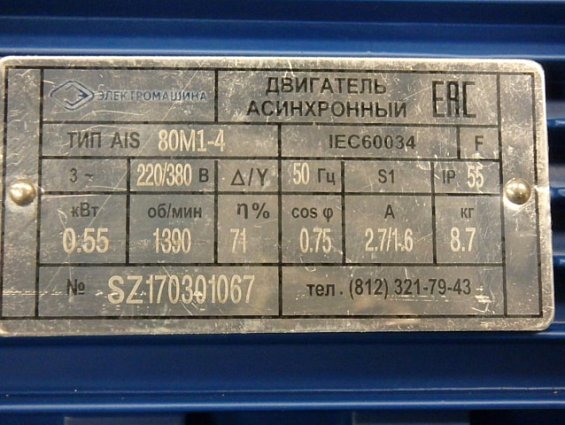 ЭЛЕКТРОМАШИНА
ДВИГАТЕЛЬ
АСИНХРОННЫЙ
EAC
ТИП AIS 80M1-4 IEC60034 F
3 ~ 220/380 В Δ/Y 50 Гц S1 IP 55
кВт об/мин η% cos φ А кг
0.55 1390 71 0.75 2.7/1.6 8.7
№ SZ170301067 тел. (812) 321-79-43